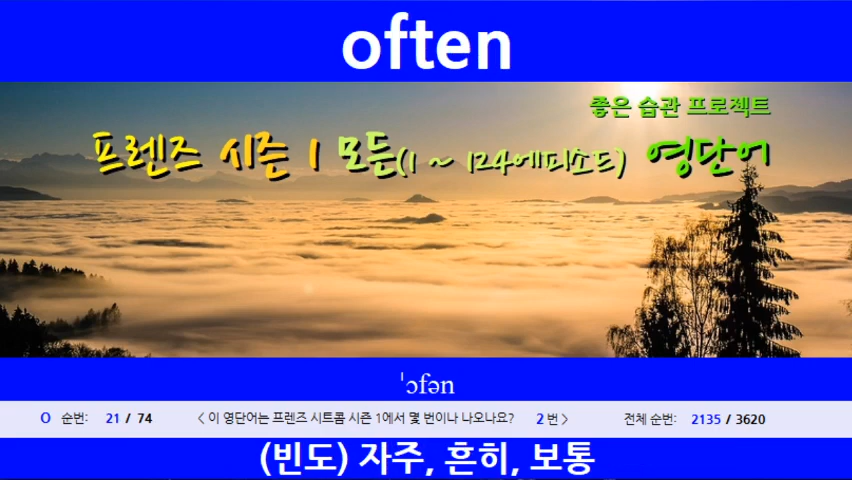 often
좋은 습관 프로젝트
프렌즈 시즌 1 모든(1 ~ 124에피소드) 영단어
ˈɔfən
O 순번: 21 / 74 < 이 영단어는 프렌즈 시트콤 시즌 1에서 몇 번이나 나오나요? 2 번 > 전체 순번: 2135 / 3620
(빈도) 자주, 흔히, 보통